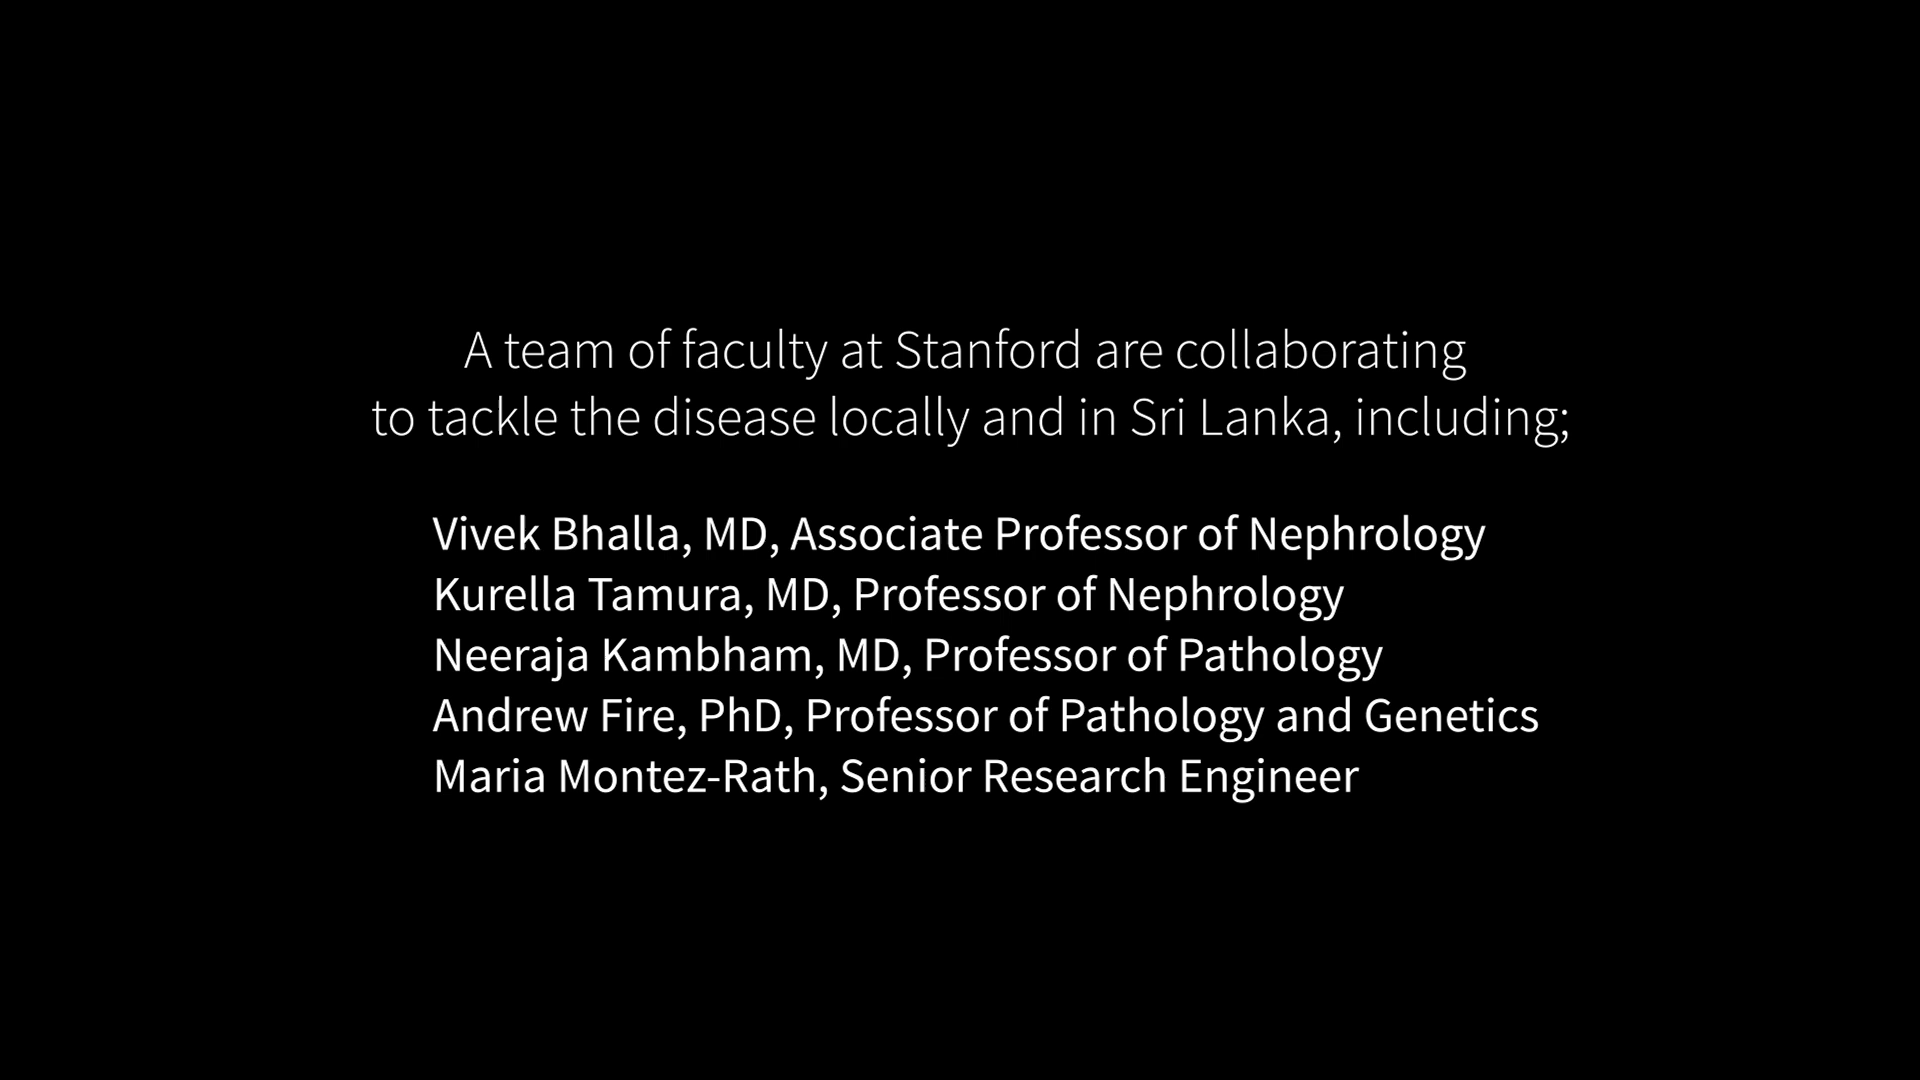 A team of faculty at Stanford are collaborating
to tackle the disease locally and in Sri Lanka, including;
Vivek Bhalla, MD, Associate Professor of Nephrology
Kurella Tamura, MD, Professor of Nephrology
Neeraja Kambham, MD, Professor of Pathology
Andrew Fire, PhD, Professor of Pathology and Genetics
Maria Montez-Rath, Senior Research Engineer